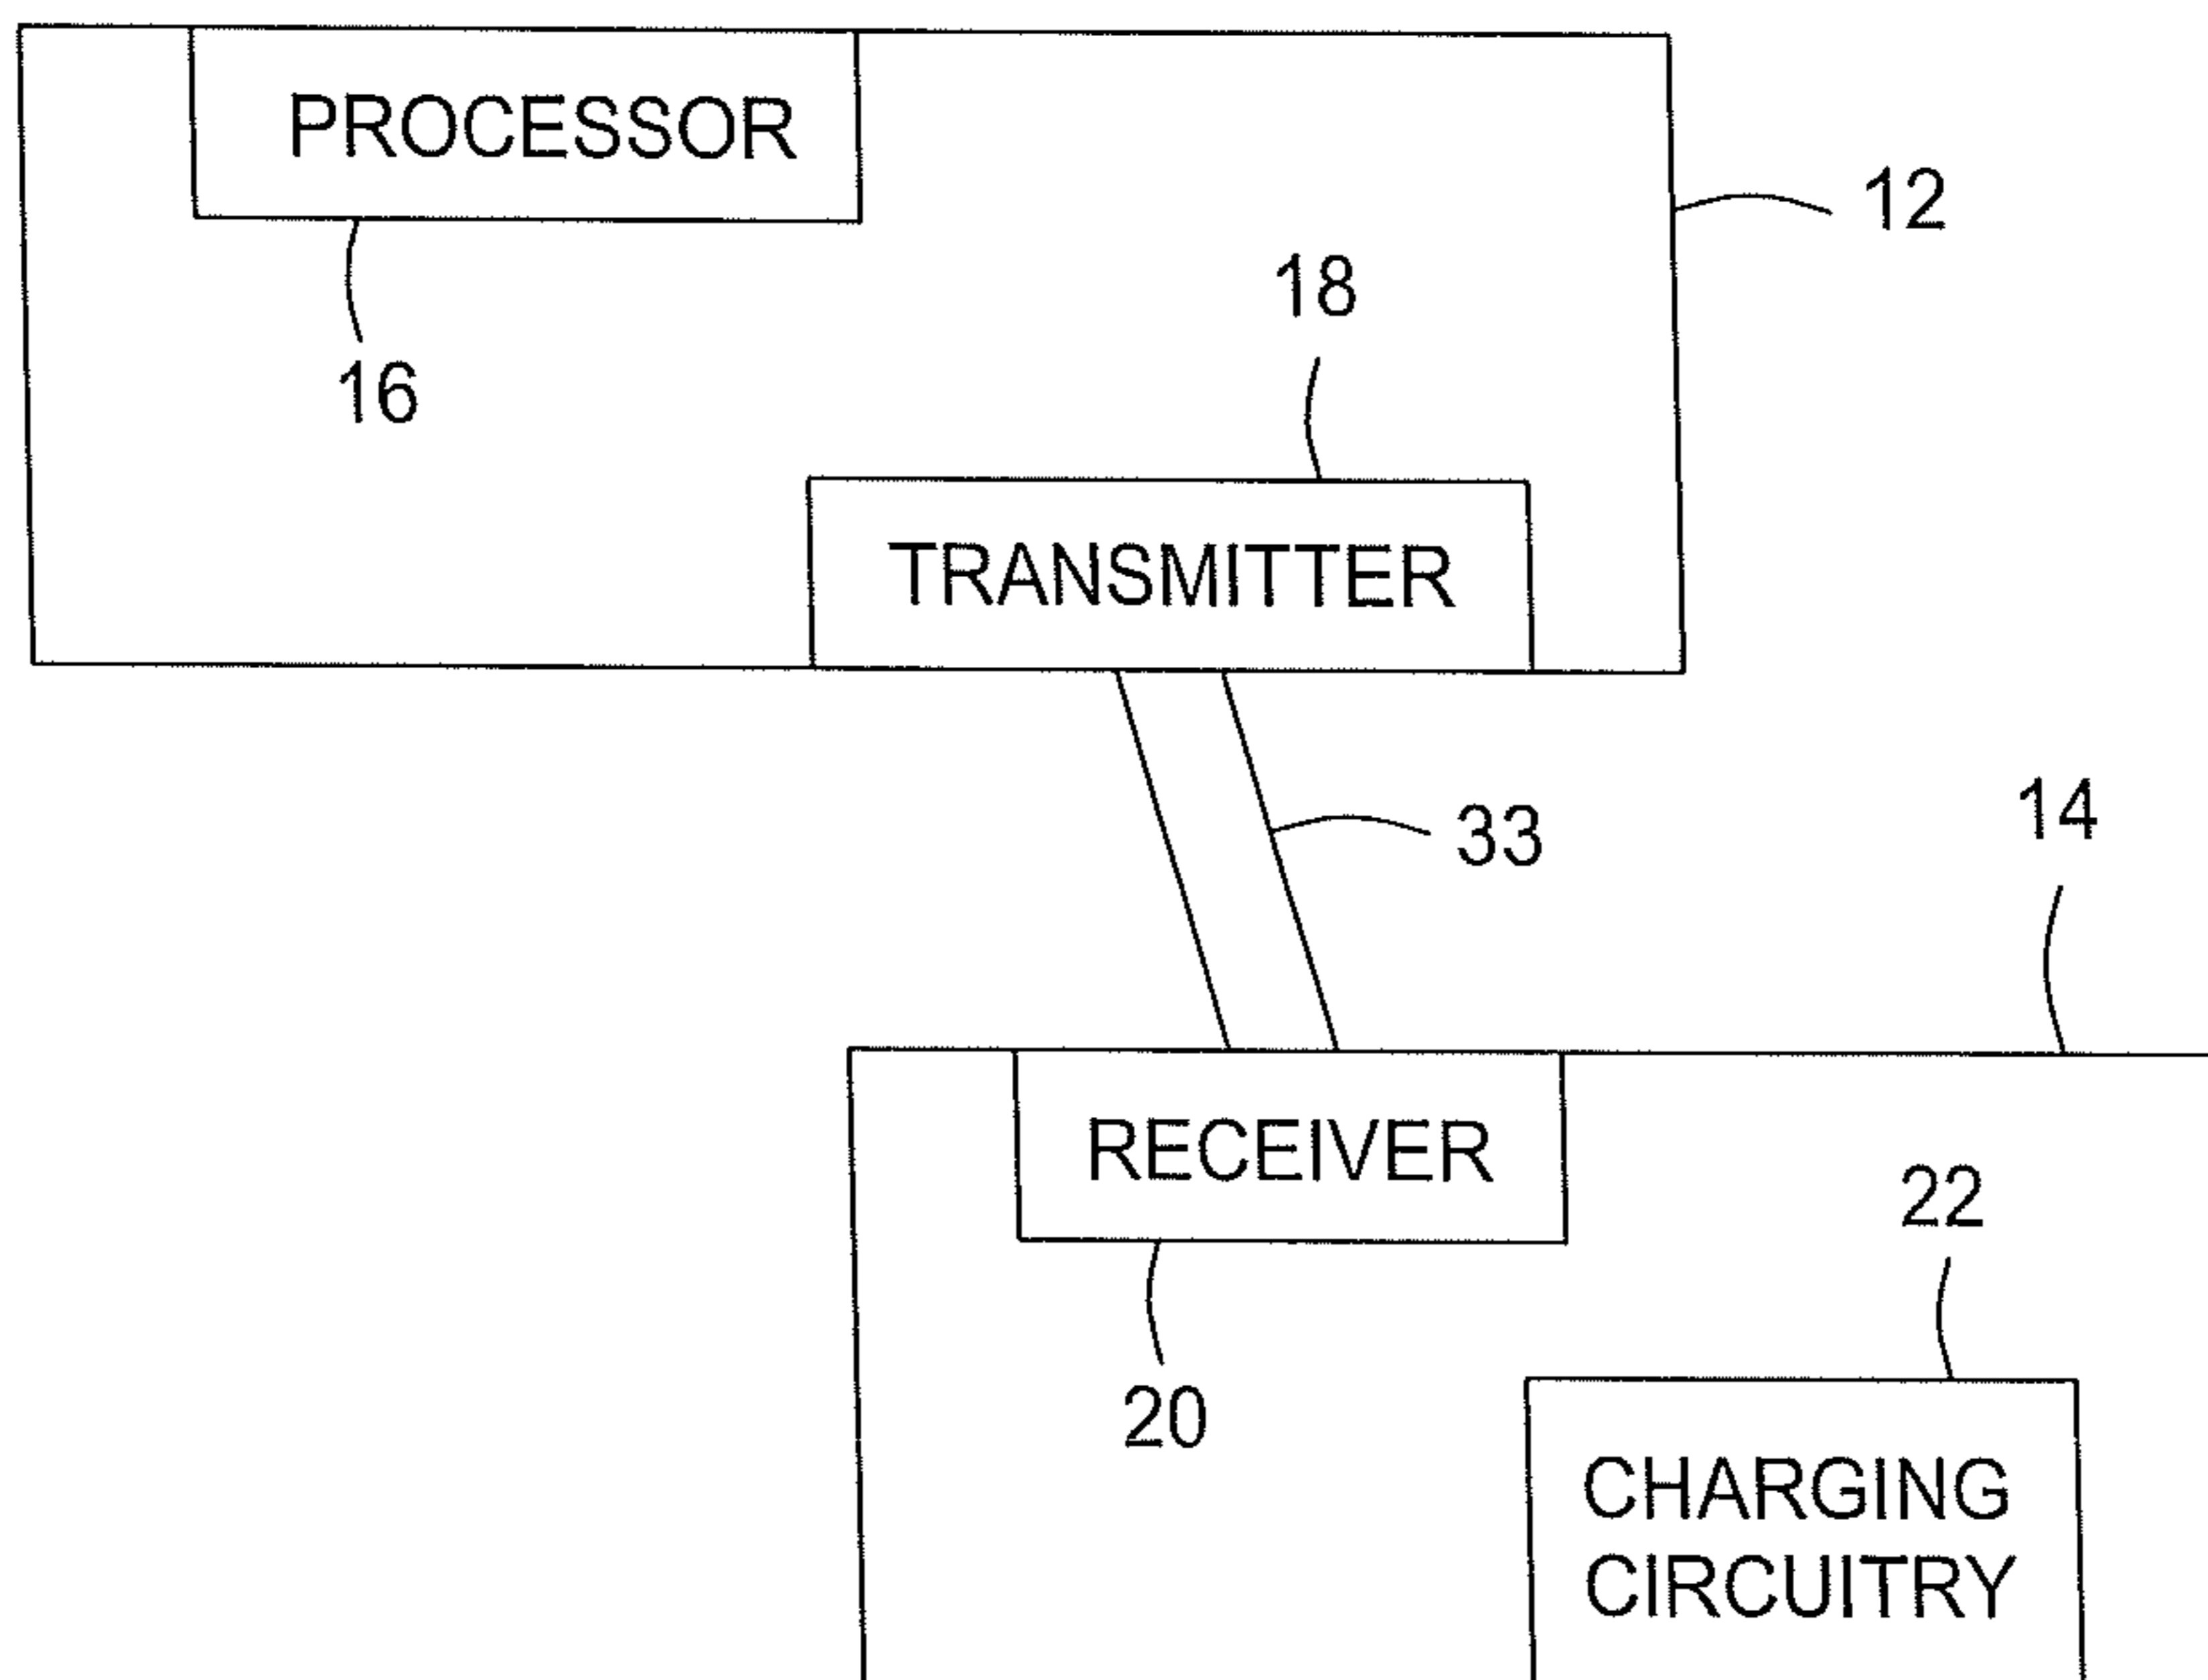 PROCESSOR
12
18
16
TRANSMITTER
33
14
RECEIVER
22
20
CHARGING
CIRCUITRY